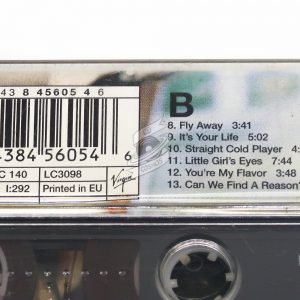 43 8 45605 4 6
4384 56054 6
C 140
LC3098
I:292
Printed in EU
Virgin
B
8. Fly Away 3:41
9. It's Your Life 5:02
10. Straight Cold Player
11. Little Girl's Eyes 7:44
12. You're My Flavor 3:48
13. Can We Find A Reason?